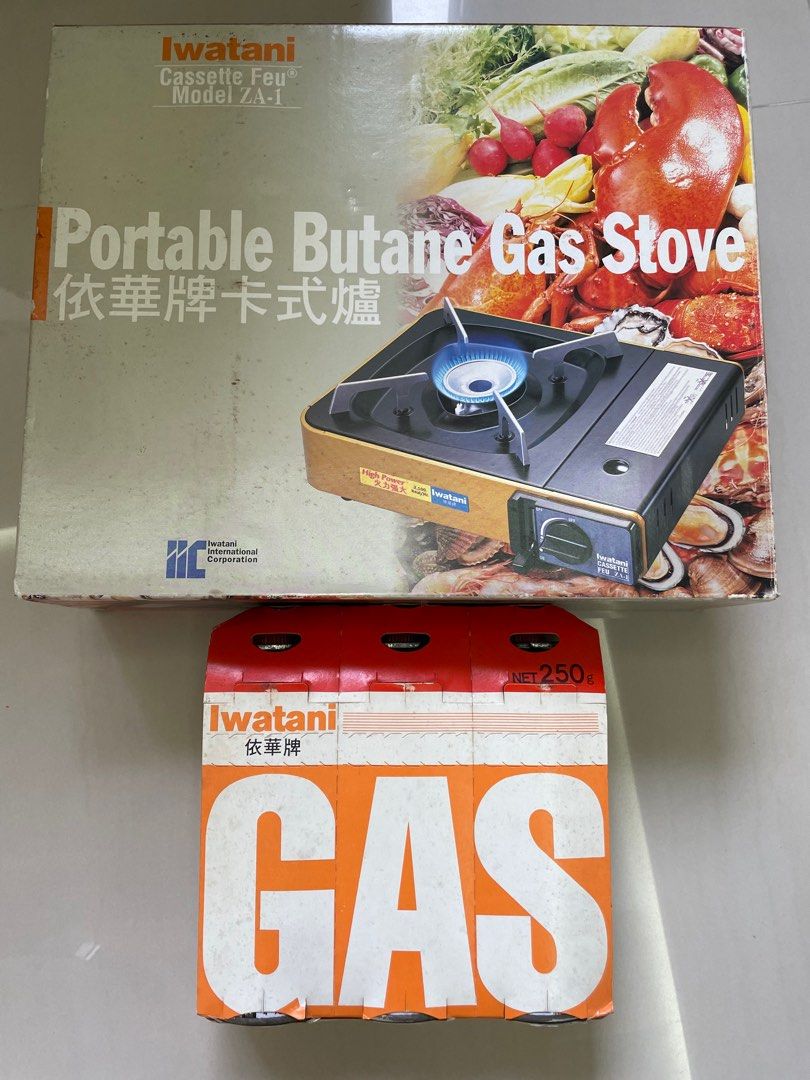 Iwatani
Cassette Feu®
Model ZA-1
Portable Butane Gas Stove
依華牌卡式爐
High Power
火力強大
Iwatani
Iwatani
CASSETTE
FEU ZA-1
IIC
Iwatani
International
Corporation
NET 250g
Iwatani
依華牌
GAS